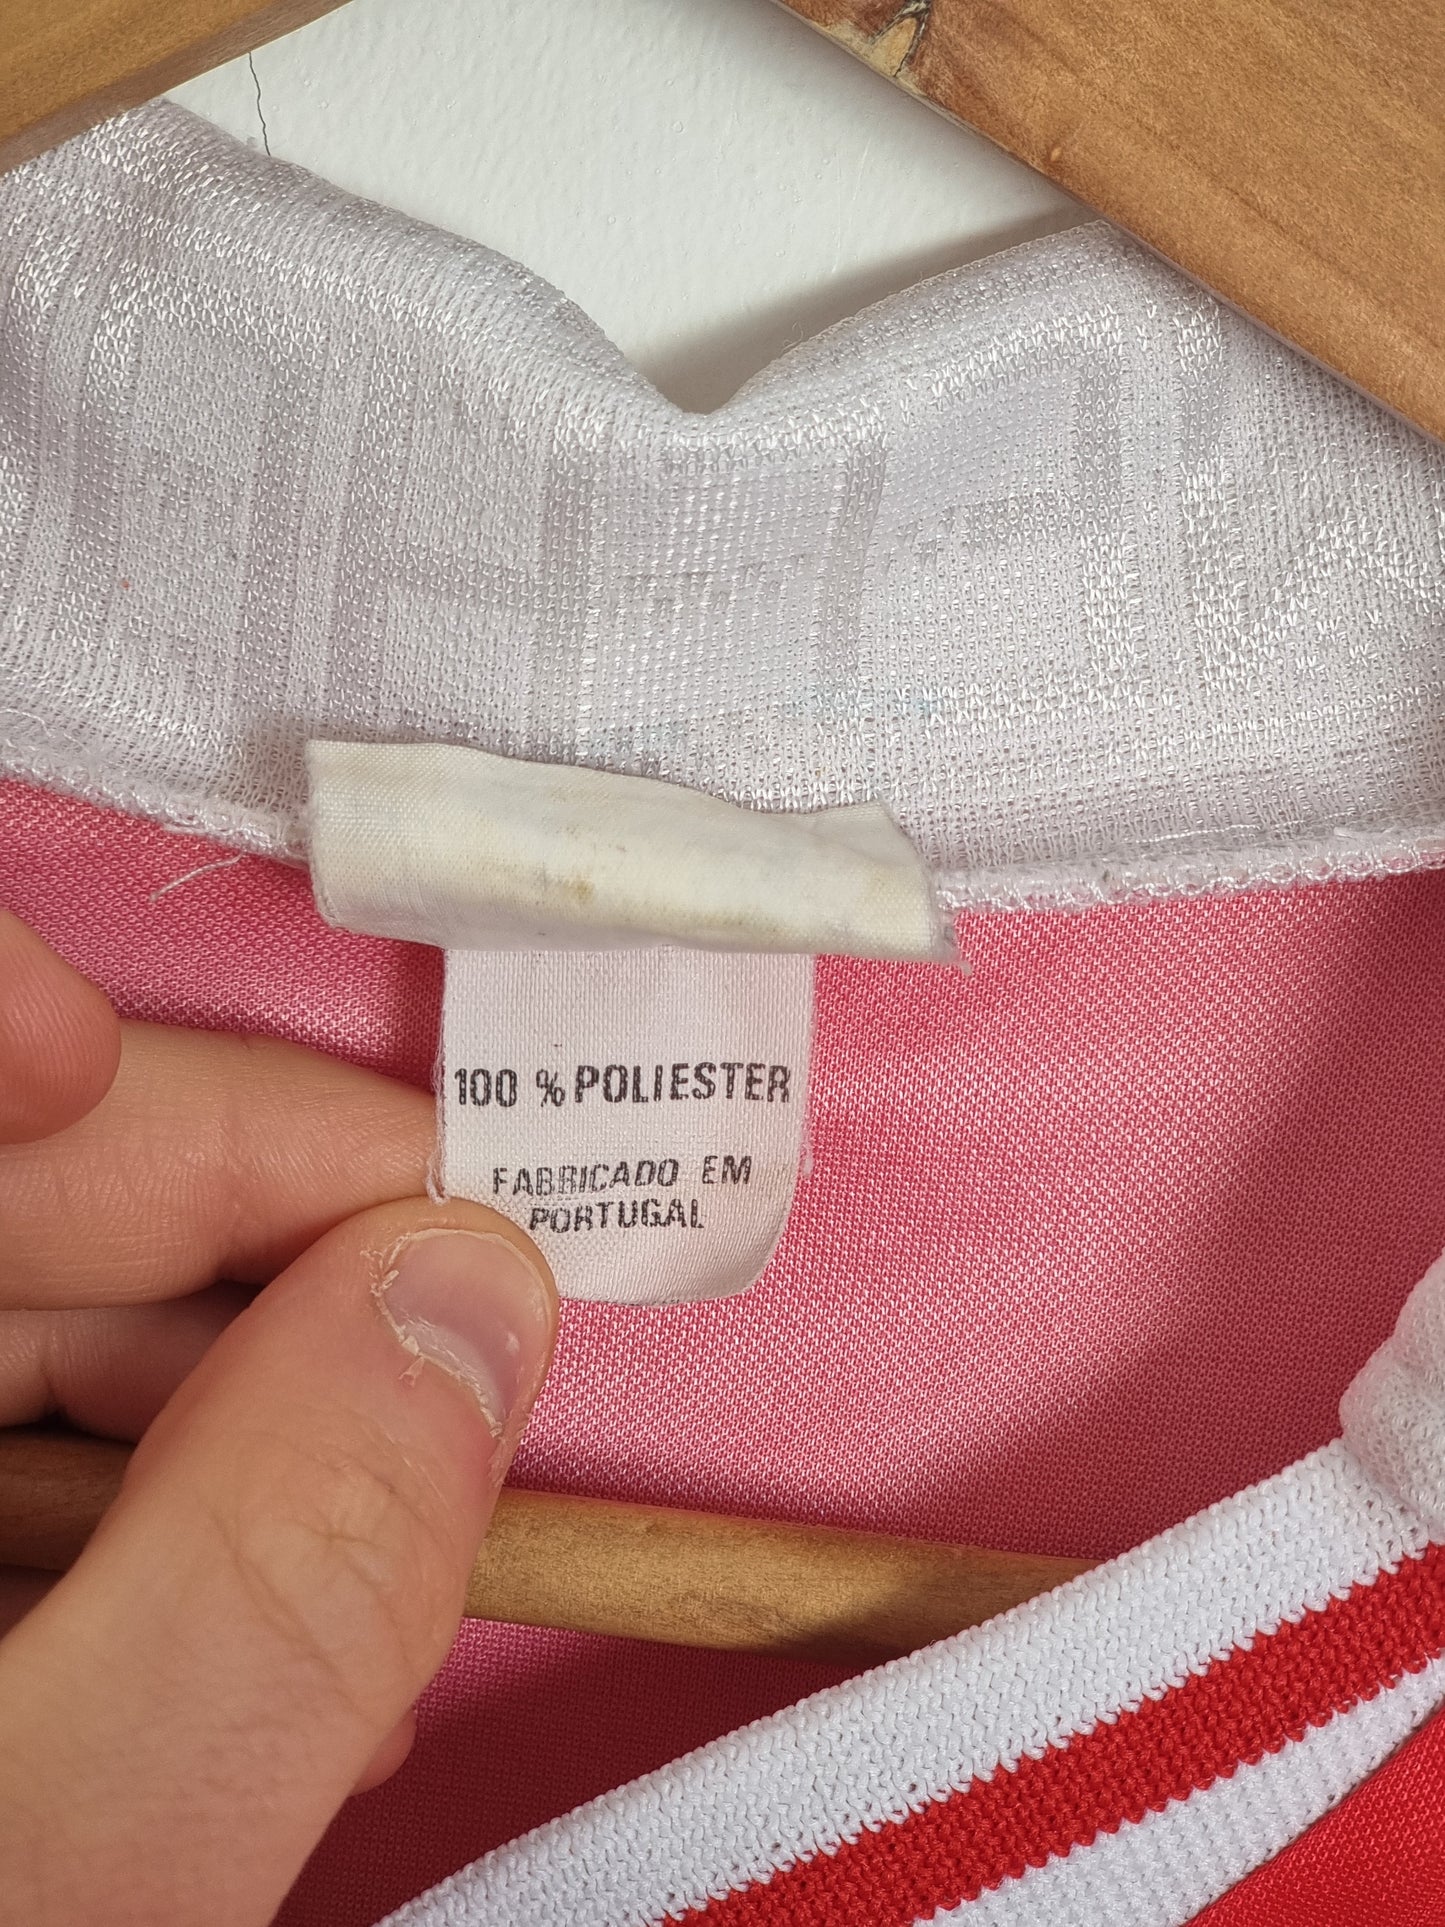 100 % POLIESTER
FABRICADO EM
PORTUGAL